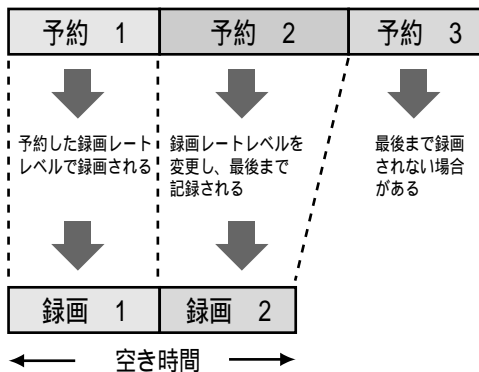 予約 1 予約 2 予約 3
予約した録画レート
レベルで録画される
録画レートレベルを
変更し、最後まで
記録される
最後まで録画
されない場合
がある
録画 1 録画 2
空き時間